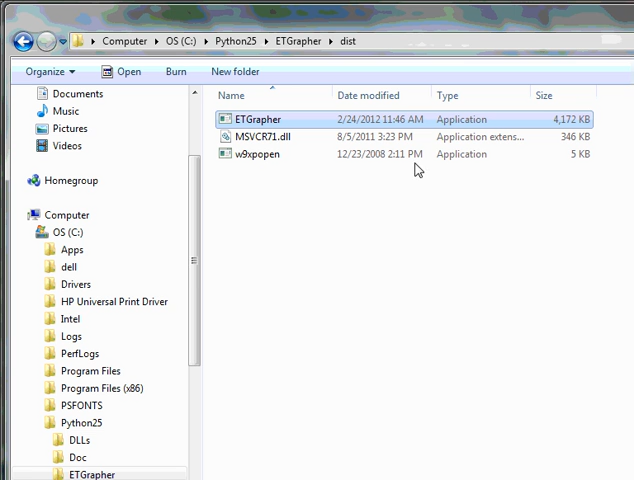 Computer OS (C:) Python25 ETGrapher dist
Organize Open Burn New folder
Name Date modified Type Size
ETGrapher 2/24/2012 11:46 AM Application 4,172 KB
MSVCR71.dll 8/5/2011 3:23 PM Application extens... 346 KB
w9xpopen 12/23/2008 2:11 PM Application 5 KB
Documents
Music
Pictures
Videos
Homegroup
Computer
OS (C:)
Apps
dell
Drivers
HP Universal Print Driver
Intel
Logs
PerfLogs
Program Files
Program Files (x86)
PSFONTS
Python25
DLLs
Doc
ETGrapher